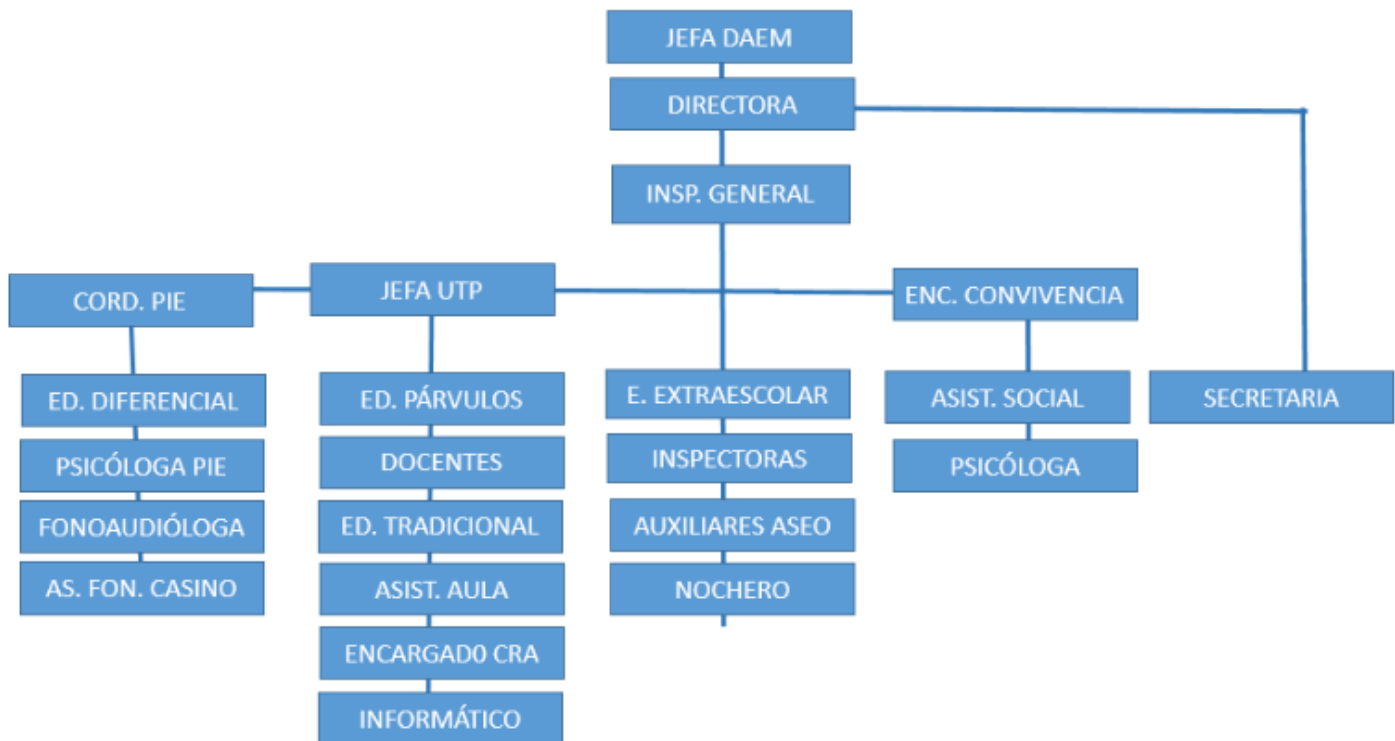 JEFA DAEM
DIRECTORA
INSP. GENERAL
CORD. PIE
JEFA UTP
ENC. CONVIVENCIA
ED. DIFERENCIAL
ED. PÁRVULOS
E. EXTRAESCOLAR
ASIST. SOCIAL
SECRETARIA
PSICÓLOGA PIE
DOCENTES
INSPECTORAS
PSICÓLOGA
FONOAUDIÓLOGA
ED. TRADICIONAL
AUXILIARES ASEO
AS. FON. CASINO
ASIST. AULA
NOCHERO
ENCARGAD0 CRA
INFORMÁTICO